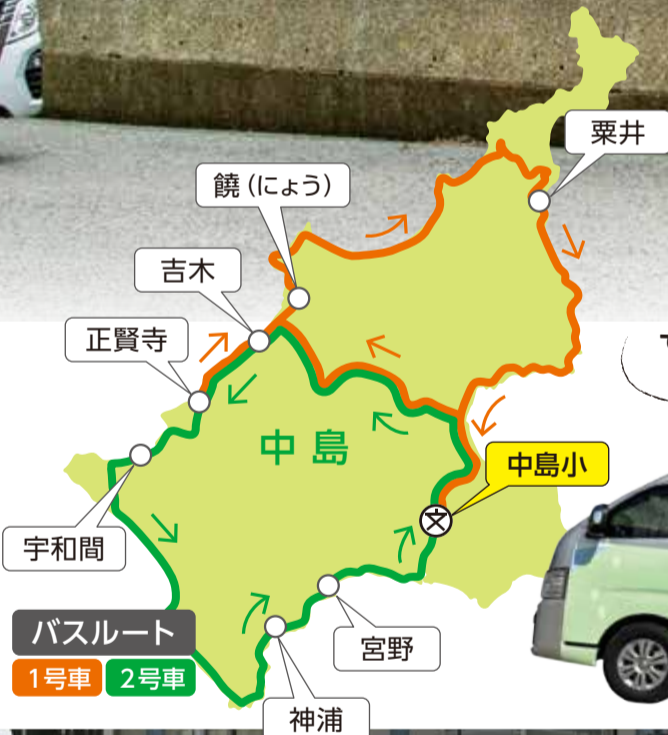 粟井
饒(にょう)
吉木
正賢寺
中島
中島小
宇和間
宮野
神浦
バスルート
1号車 2号車